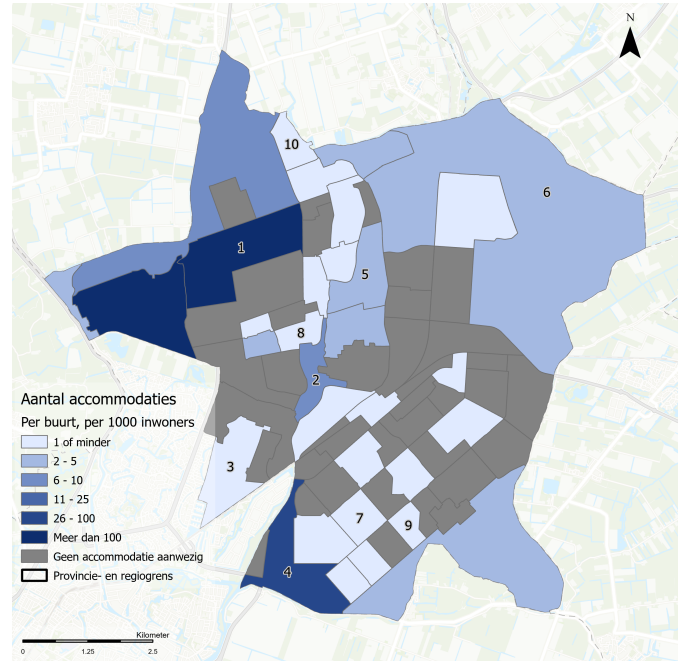 N
10
6
1
5
8
2
3
7
9
4
Aantal accommodaties
Per buurt, per 1000 inwoners
1 of minder
2 - 5
6 - 10
11 - 25
26 - 100
Meer dan 100
Geen accommodatie aanwezig
Provincie- en regiogrens
Kilometer
0 1.25 2.5